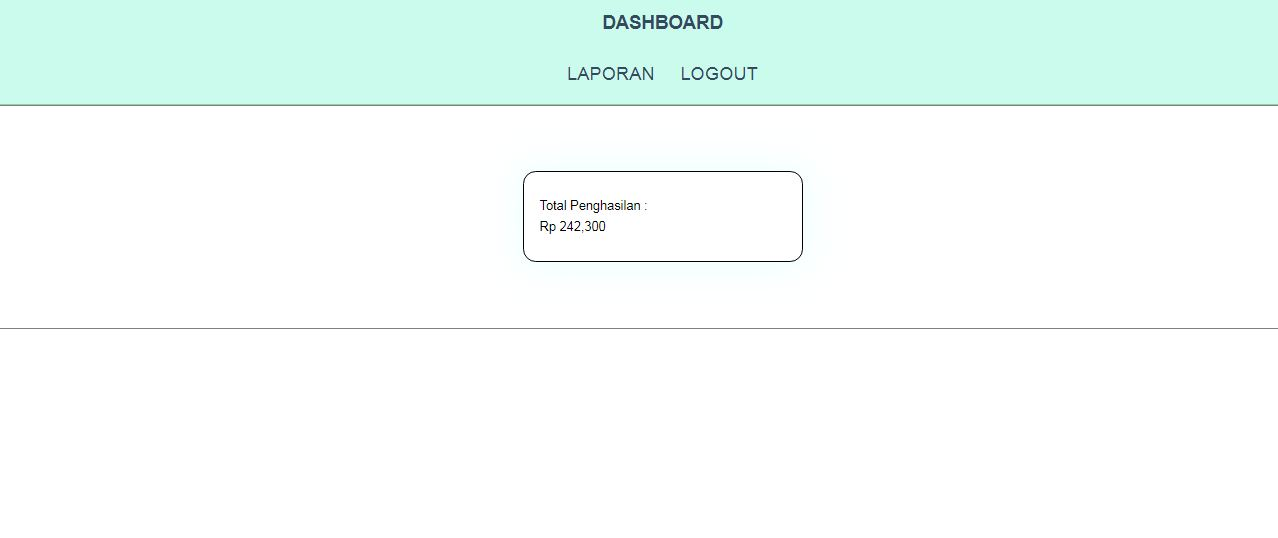 DASHBOARD
LAPORAN LOGOUT
Total Penghasilan :
Rp 242,300